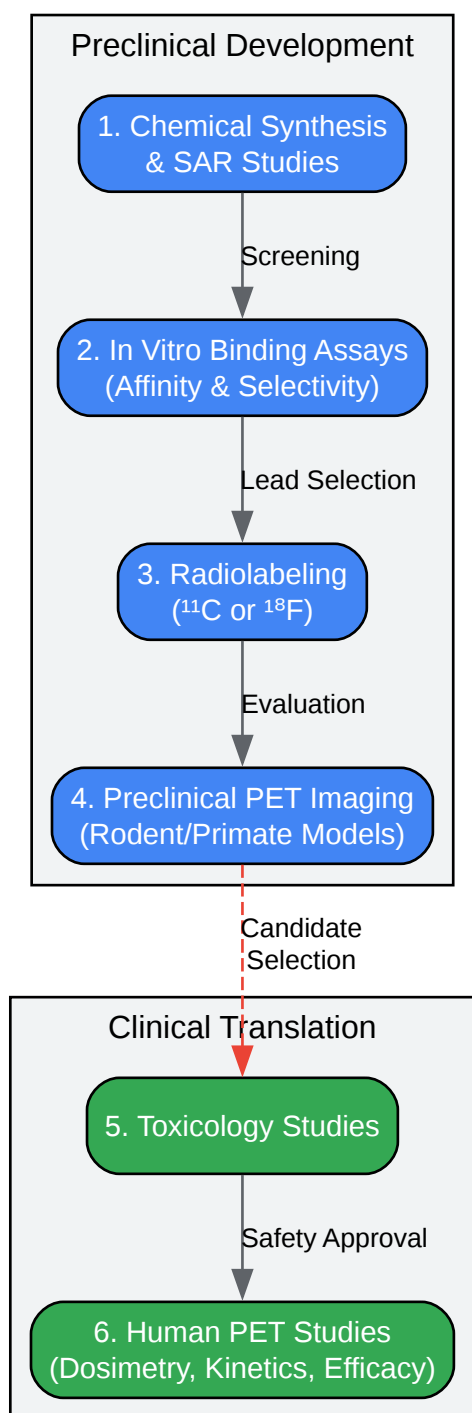 Preclinical Development
1. Chemical Synthesis
& SAR Studies
Screening
2. In Vitro Binding Assays
(Affinity & Selectivity)
Lead Selection
3. Radiolabeling
(¹¹C or ¹⁸F)
Evaluation
4. Preclinical PET Imaging
(Rodent/Primate Models)
Candidate
Selection
Clinical Translation
5. Toxicology Studies
Safety Approval
6. Human PET Studies
(Dosimetry, Kinetics, Efficacy)